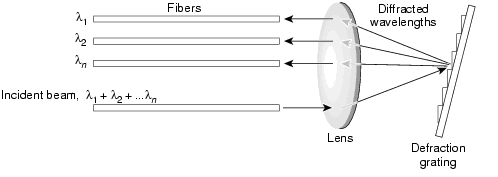 Fibers
Diffracted
wavelengths
λ1
λ2
λn
Incident beam, λ1 + λ2 + ...λn
Lens
Defraction
grating